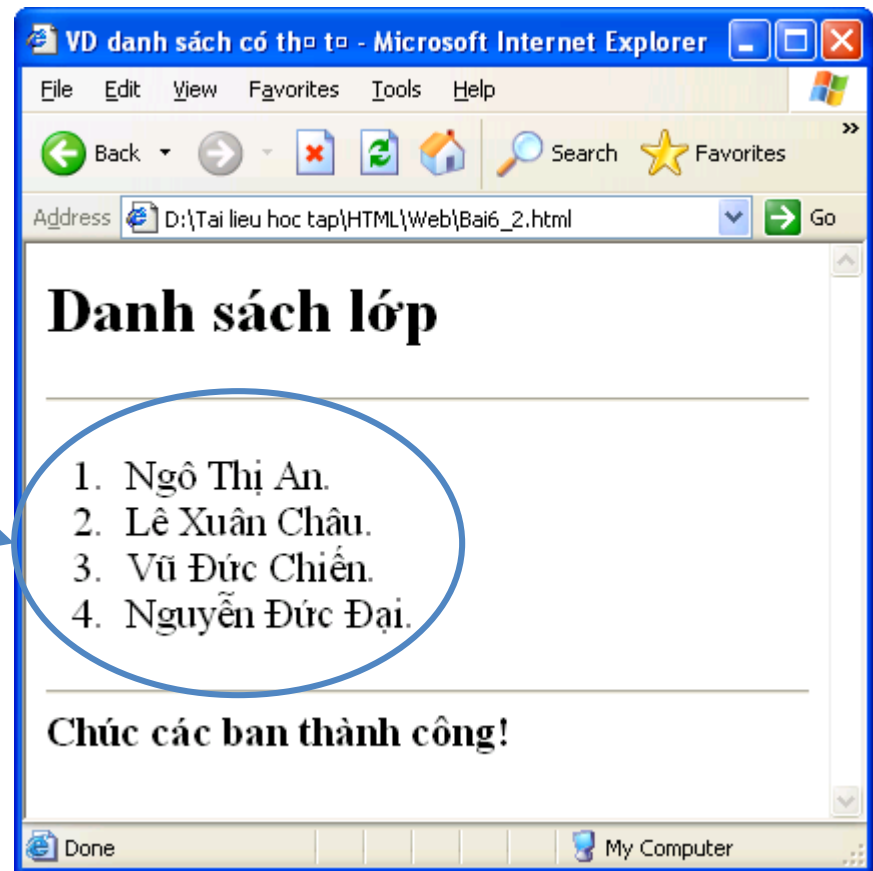 VD danh sách có th¤ t¤ - Microsoft Internet Explorer
File Edit View Favorites Tools Help
Back Search Favorites »
Address D:\Tai lieu hoc tap\HTML\Web\Bai6_2.html Go
Danh sách lớp
1. Ngô Thị An.
2. Lê Xuân Châu.
3. Vũ Đức Chiến.
4. Nguyễn Đức Đại.
Chúc các ban thành công!
Done My Computer